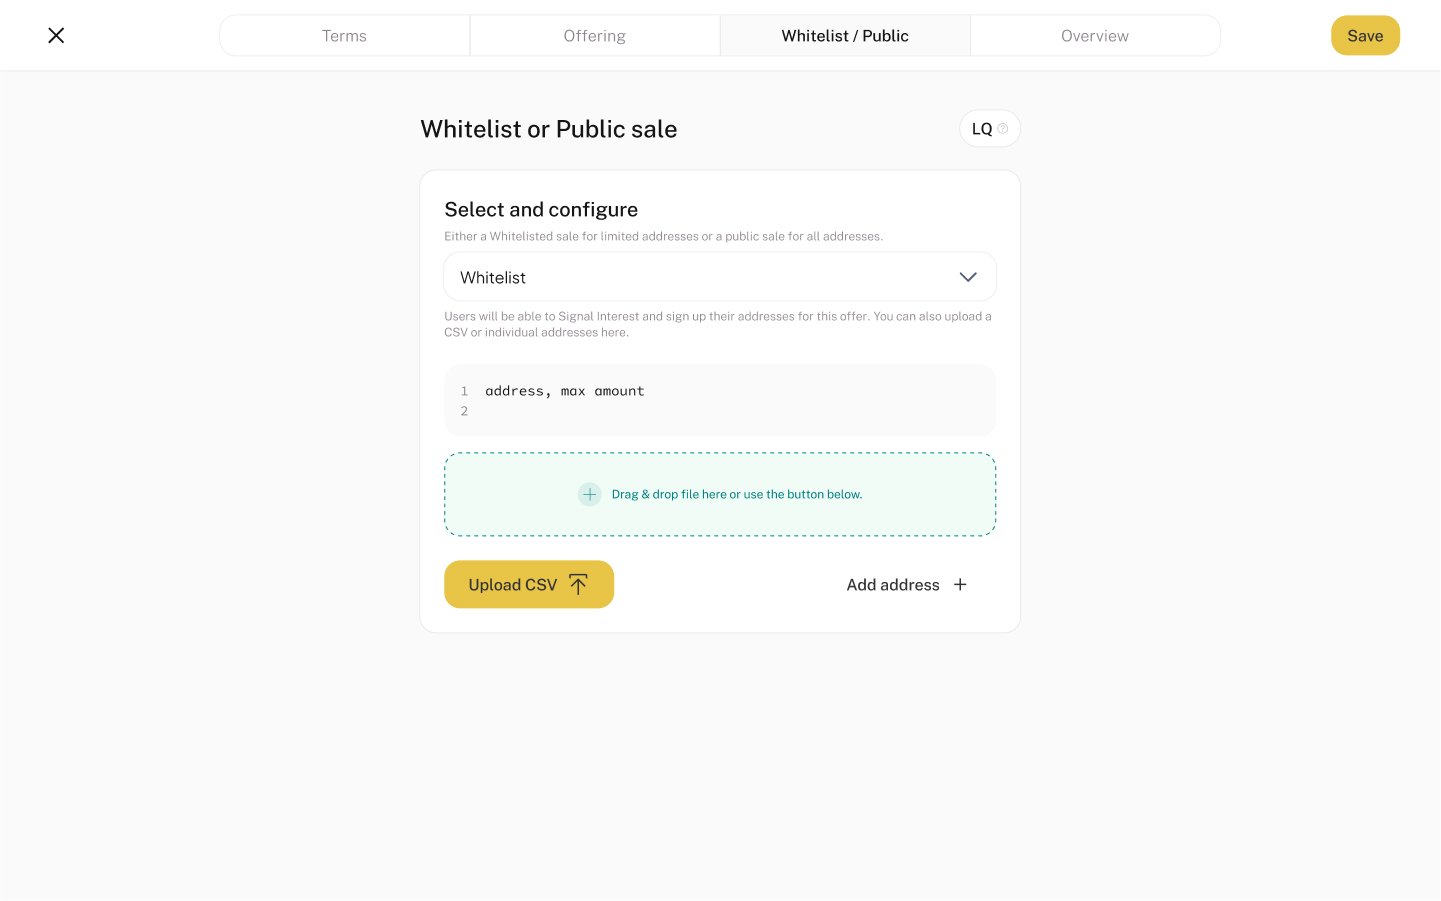 Terms
Offering
Whitelist / Public
Overview
Save
Whitelist or Public sale
LQ
Select and configure
Either a Whitelisted sale for limited addresses or a public sale for all addresses.
Whitelist
Users will be able to Signal Interest and sign up their addresses for this offer. You can also upload a
CSV or individual addresses here.
1 address, max amount
2
Drag & drop file here or use the button below.
Upload CSV
Add address